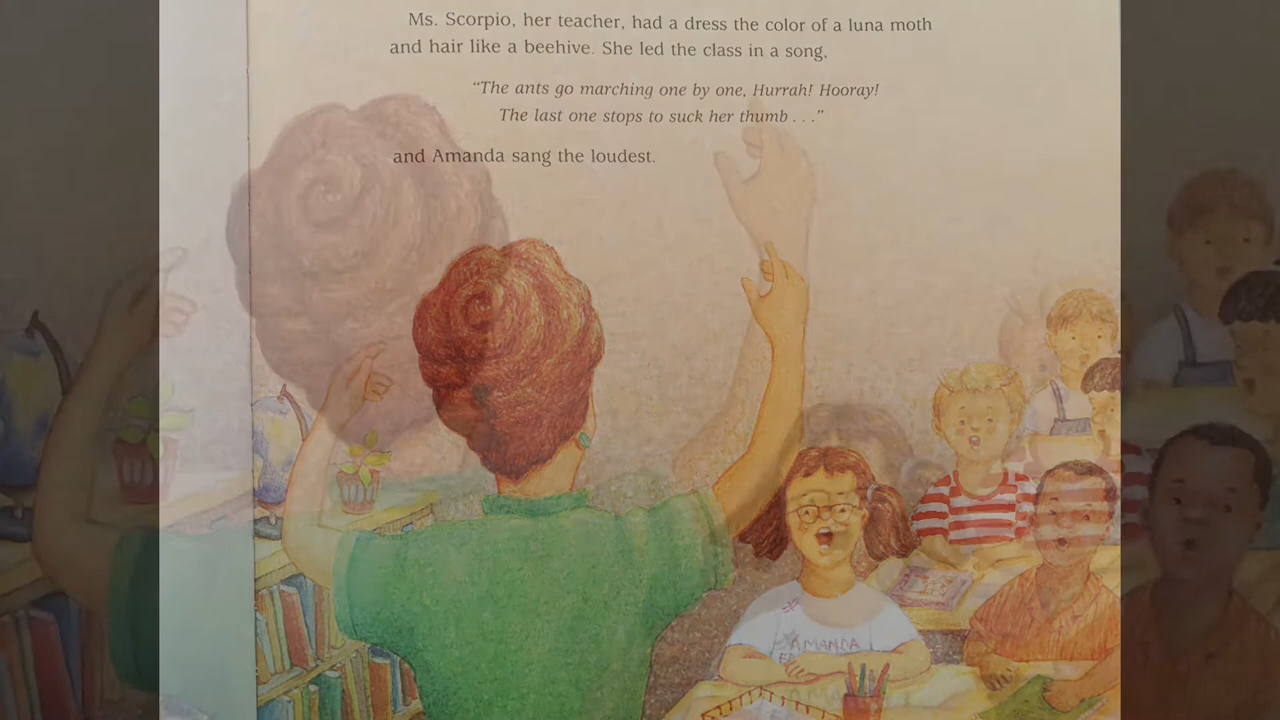 Ms. Scorpio, her teacher, had a dress the color of a luna moth
and hair like a beehive. She led the class in a song,
“The ants go marching one by one, Hurrah! Hooray!
The last one stops to suck her thumb . . .”
and Amanda sang the loudest.
AMANDA